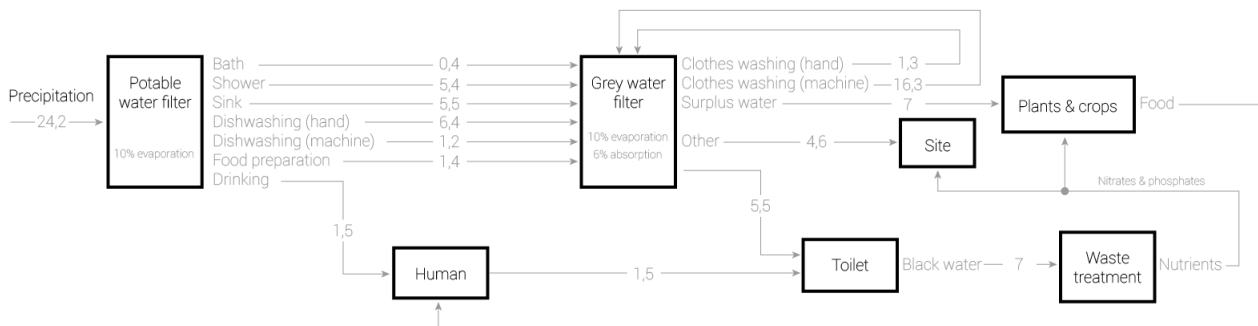 Precipitation
24,2
Potable
water filter
10% evaporation
Bath
0,4
Shower
5,4
Sink
5,5
Dishwashing (hand)
6,4
Dishwashing (machine)
1,2
Food preparation
1,4
Drinking
1,5
Human
1,5
Grey water
filter
10% evaporation
6% absorption
Clothes washing (hand)
1,3
Clothes washing (machine)
16,3
Surplus water
7
Other
4,6
5,5
Plants & crops
Food
Site
Nitrates & phosphates
Toilet
Black water
7
Waste
treatment
Nutrients